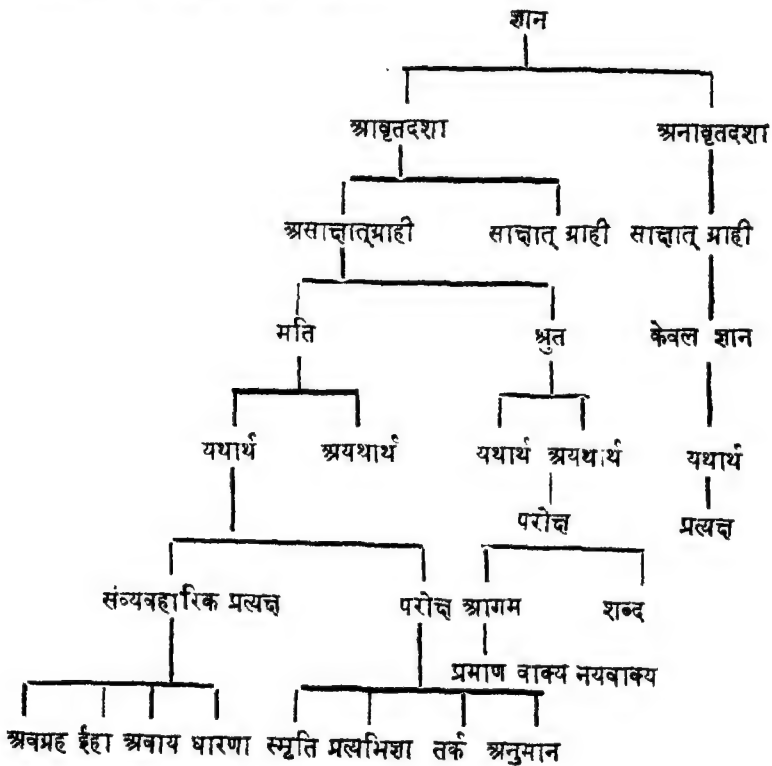 ज्ञान
आवृतदशा अनावृतदशा
असाक्षात्ग्राही साक्षात् ग्राही साक्षात् ग्राही
मति श्रुत केवल ज्ञान
यथार्थ अयथार्थ यथार्थ अयथार्थ यथार्थ
परोक्ष प्रत्यक्ष
संव्यवहारिक प्रत्यक्ष परोक्ष आगम शब्द
प्रमाण वाक्य नयवाक्य
अवग्रह ईहा अवाय धारणा स्मृति प्रत्यभिज्ञा तर्क अनुमान